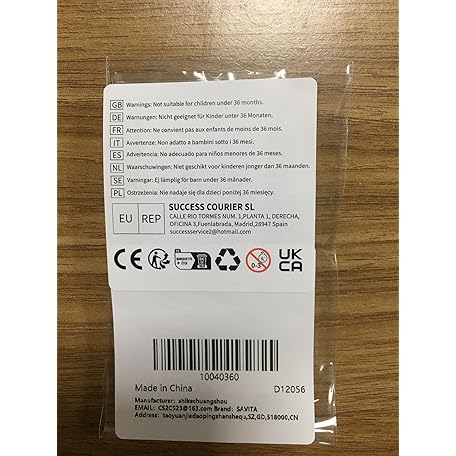 GB Warnings: Not suitable for children under 36 months.
DE Warnungen: Nicht geeignet für Kinder unter 36 Monaten.
FR Attention: Ne convient pas aux enfants de moins de 36 mois.
IT Avvertenze: Non adatto a bambini sotto i 36 mesi.
ES Advertencia: No adecuado para niños menores de 36 meses.
NL Waarschuwingen: Niet geschikt voor kinderen jonger dan 36 maanden.
SE Varningar: Ej lämplig för barn under 36 månader.
PL Ostrzeżenia: Nie nadaje się dla dzieci poniżej 36 miesięcy.
EU REP
SUCCESS COURIER SL
CALLE RIO TORMES NUM. 1,PLANTA 1, DERECHA,
OFICINA 3,Fuenlabrada, Madrid,28947 Spain
successservice2@hotmail.com
CE
0-3
UK
CA
10040360
Made in China D12056
Manufacturer: shikechuangshou
EMAIL: CS2CS23@163.com Brand: SAVITA
Address: taoyuanjiedaopingshanshequ,SZ,GD,518000,CN